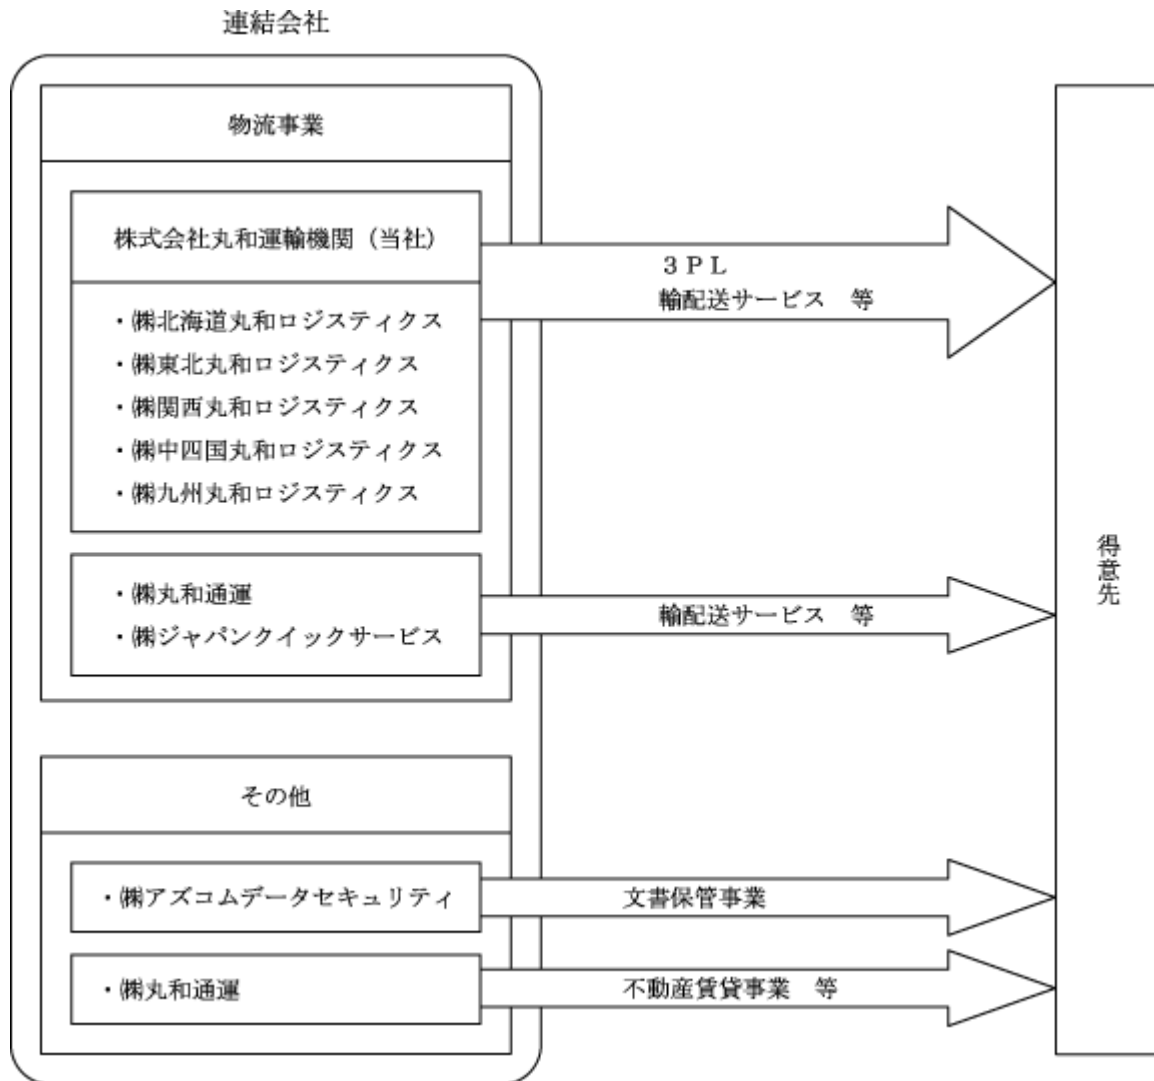 連結会社
物流事業
株式会社丸和運輸機関（当社）
・㈱北海道丸和ロジスティクス
・㈱東北丸和ロジスティクス
・㈱関西丸和ロジスティクス
・㈱中四国丸和ロジスティクス
・㈱九州丸和ロジスティクス
３ＰＬ
輸配送サービス　等
・㈱丸和通運
・㈱ジャパンクイックサービス
輸配送サービス　等
その他
・㈱アズコムデータセキュリティ
文書保管事業
・㈱丸和通運
不動産賃貸事業　等
得意先